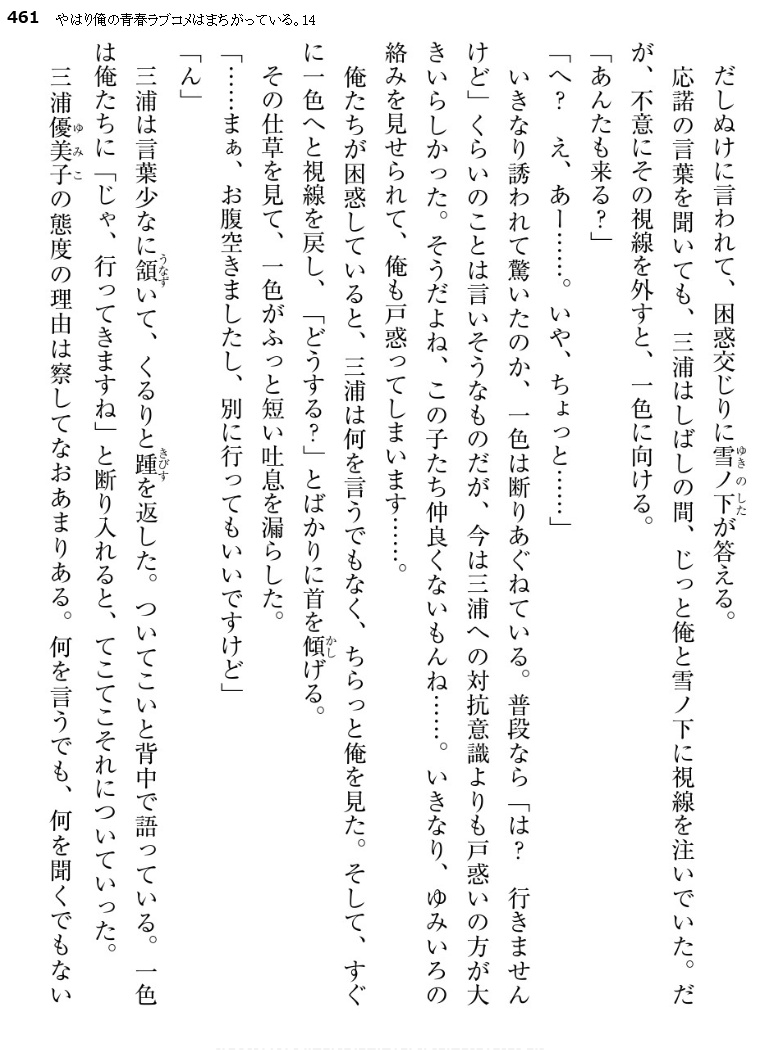 461 やはり俺の青春ラブコメはまちがっている。14
だしぬけに言われて、困惑交じりに雪ノ下が答える。
応諾の言葉を聞いても、三浦はしばしの間、じっと俺と雪ノ下に視線を注いでいた。だ
が、不意にその視線を外すと、一色に向ける。
「あんたも来る？」
「へ？　え、あー……。いや、ちょっと……」
いきなり誘われて驚いたのか、一色は断りあぐねている。普段なら「は？　行きません
けど」くらいのことは言いそうなものだが、今は三浦への対抗意識よりも戸惑いの方が大
きいらしかった。そうだよね、この子たち仲良くないもんね……。いきなり、ゆみいろの
絡みを見せられて、俺も戸惑ってしまいます……。
俺たちが困惑していると、三浦は何を言うでもなく、ちらっと俺を見た。そして、すぐ
に一色へと視線を戻し、「どうする？」とばかりに首を傾げる。
その仕草を見て、一色がふっと短い吐息を漏らした。
「……まぁ、お腹空きましたし、別に行ってもいいですけど」
「ん」
三浦は言葉少なに頷いて、くるりと踵を返した。ついてこいと背中で語っている。一色
は俺たちに「じゃ、行ってきますね」と断り入れると、てこてこそれについていった。
三浦優美子の態度の理由は察してなおあまりある。何を言うでも、何を聞くでもない